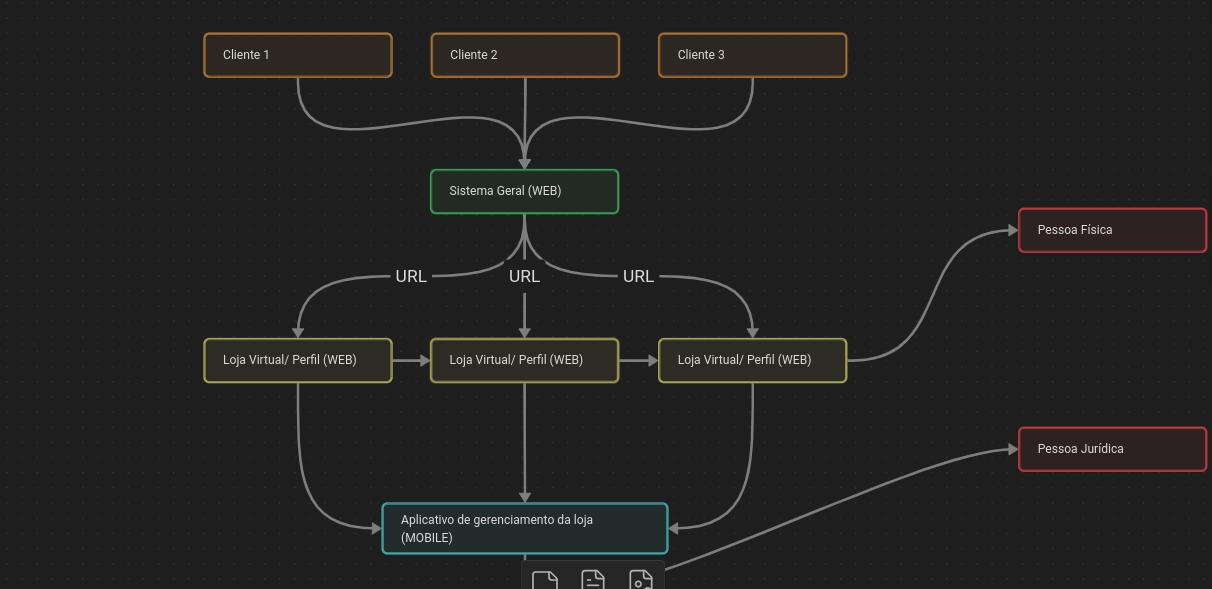 Cliente 1
Cliente 2
Cliente 3
Sistema Geral (WEB)
Pessoa Física
URL
URL
URL
Loja Virtual/ Perfil (WEB)
Loja Virtual/ Perfil (WEB)
Loja Virtual/ Perfil (WEB)
Pessoa Jurídica
Aplicativo de gerenciamento da loja
(MOBILE)